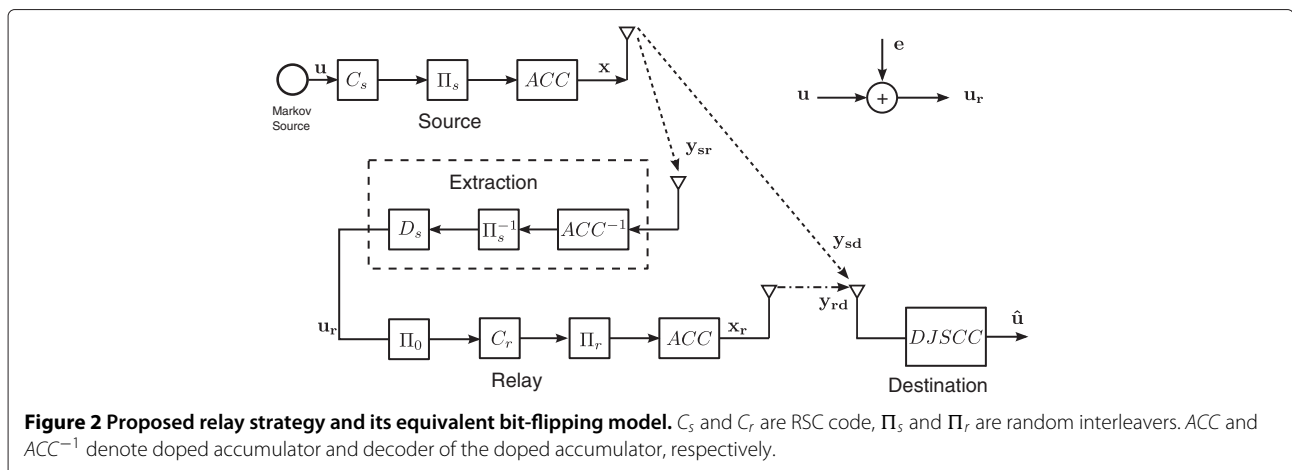 u
C_s
Π_s
ACC
x
Markov
Source
Source
e
u
+
u_r
y_sr
Extraction
D_s
Π_s^{-1}
ACC^{-1}
y_sd
y_rd
u_r
Π_0
C_r
Π_r
ACC
x_r
Relay
DJSCC
û
Destination
Figure 2 Proposed relay strategy and its equivalent bit-flipping model. C_s and C_r are RSC code, Π_s and Π_r are random interleavers. ACC and
ACC^{−1} denote doped accumulator and decoder of the doped accumulator, respectively.